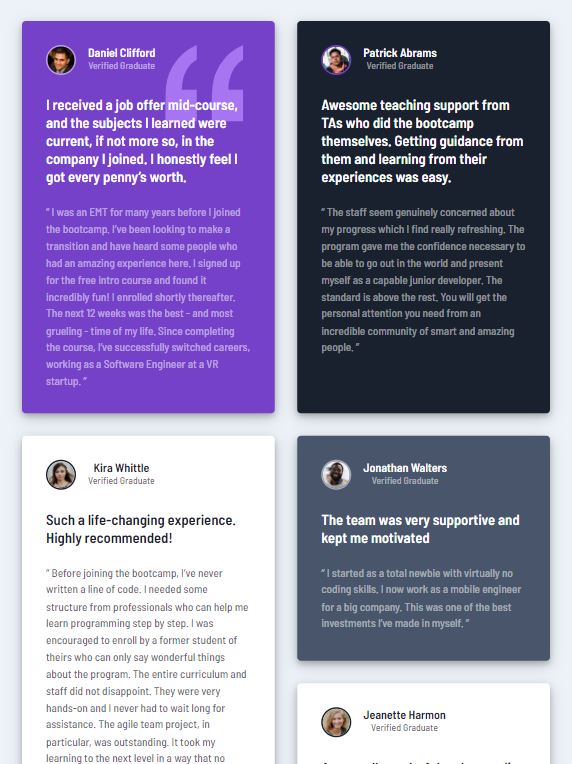 Daniel Clifford
Verified Graduate
I received a job offer mid-course,
and the subjects I learned were
current, if not more so, in the
company I joined. I honestly feel I
got every penny’s worth.
“ I was an EMT for many years before I joined
the bootcamp. I’ve been looking to make a
transition and have heard some people who
had an amazing experience here. I signed up
for the free intro course and found it
incredibly fun! I enrolled shortly thereafter.
The next 12 weeks was the best - and most
grueling - time of my life. Since completing
the course, I’ve successfully switched careers,
working as a Software Engineer at a VR
startup. ”
Patrick Abrams
Verified Graduate
Awesome teaching support from
TAs who did the bootcamp
themselves. Getting guidance from
them and learning from their
experiences was easy.
“ The staff seem genuinely concerned about
my progress which I find really refreshing. The
program gave me the confidence necessary to
be able to go out in the world and present
myself as a capable junior developer. The
standard is above the rest. You will get the
personal attention you need from an
incredible community of smart and amazing
people. ”
Kira Whittle
Verified Graduate
Such a life-changing experience.
Highly recommended!
“ Before joining the bootcamp, I’ve never
written a line of code. I needed some
structure from professionals who can help me
learn programming step by step. I was
encouraged to enroll by a former student of
theirs who can only say wonderful things
about the program. The entire curriculum and
staff did not disappoint. They were very
hands-on and I never had to wait long for
assistance. The agile team project, in
particular, was outstanding. It took my
learning to the next level in a way that no
Jonathan Walters
Verified Graduate
The team was very supportive and
kept me motivated
“ I started as a total newbie with virtually no
coding skills. I now work as a mobile engineer
for a big company. This was one of the best
investments I’ve made in myself. ”
Jeanette Harmon
Verified Graduate